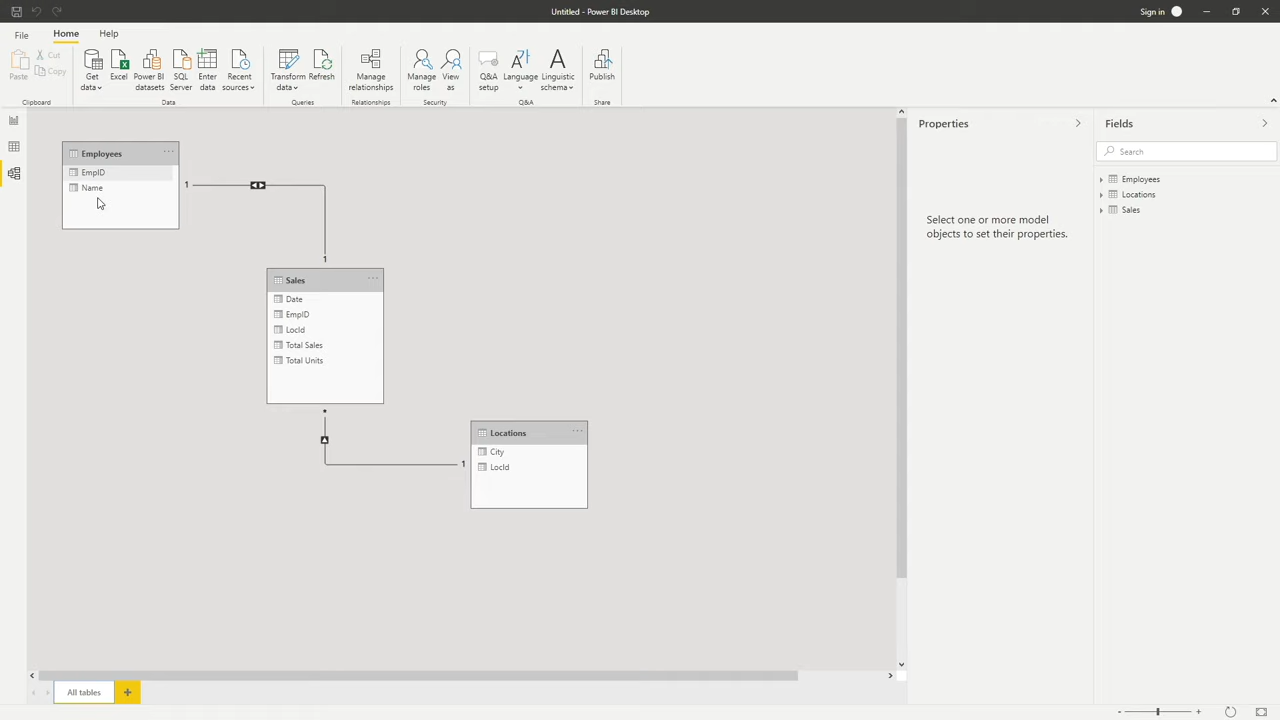 Untitled - Power BI Desktop
Sign in
File
Home
Help
Paste
Cut
Copy
Clipboard
Get data
Excel
Power BI datasets
SQL Server
Enter data
Recent sources
Data
Transform data
Refresh
Queries
Manage relationships
Relationships
Manage roles
View as
Security
Q&A setup
Language
Linguistic schema
Q&A
Publish
Share
Employees
EmpID
Name
1
1
Sales
Date
EmpID
LocId
Total Sales
Total Units
*
1
Locations
City
LocId
Properties
Select one or more model
objects to set their properties.
Fields
Search
Employees
Locations
Sales
All tables
+
- +